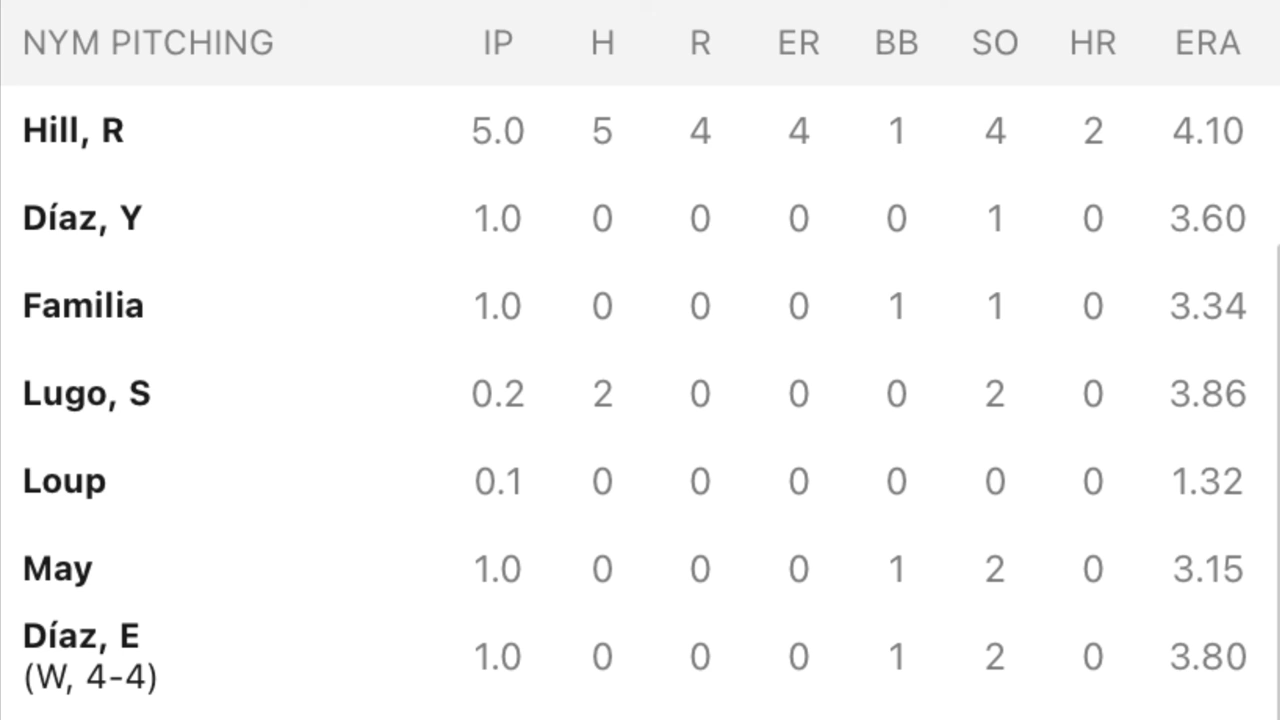 NYM PITCHING IP H R ER BB SO HR ERA
Hill, R 5.0 5 4 4 1 4 2 4.10
Díaz, Y 1.0 0 0 0 0 1 0 3.60
Familia 1.0 0 0 0 1 1 0 3.34
Lugo, S 0.2 2 0 0 0 2 0 3.86
Loup 0.1 0 0 0 0 0 0 1.32
May 1.0 0 0 0 1 2 0 3.15
Díaz, E 1.0 0 0 0 1 2 0 3.80
(W, 4-4)